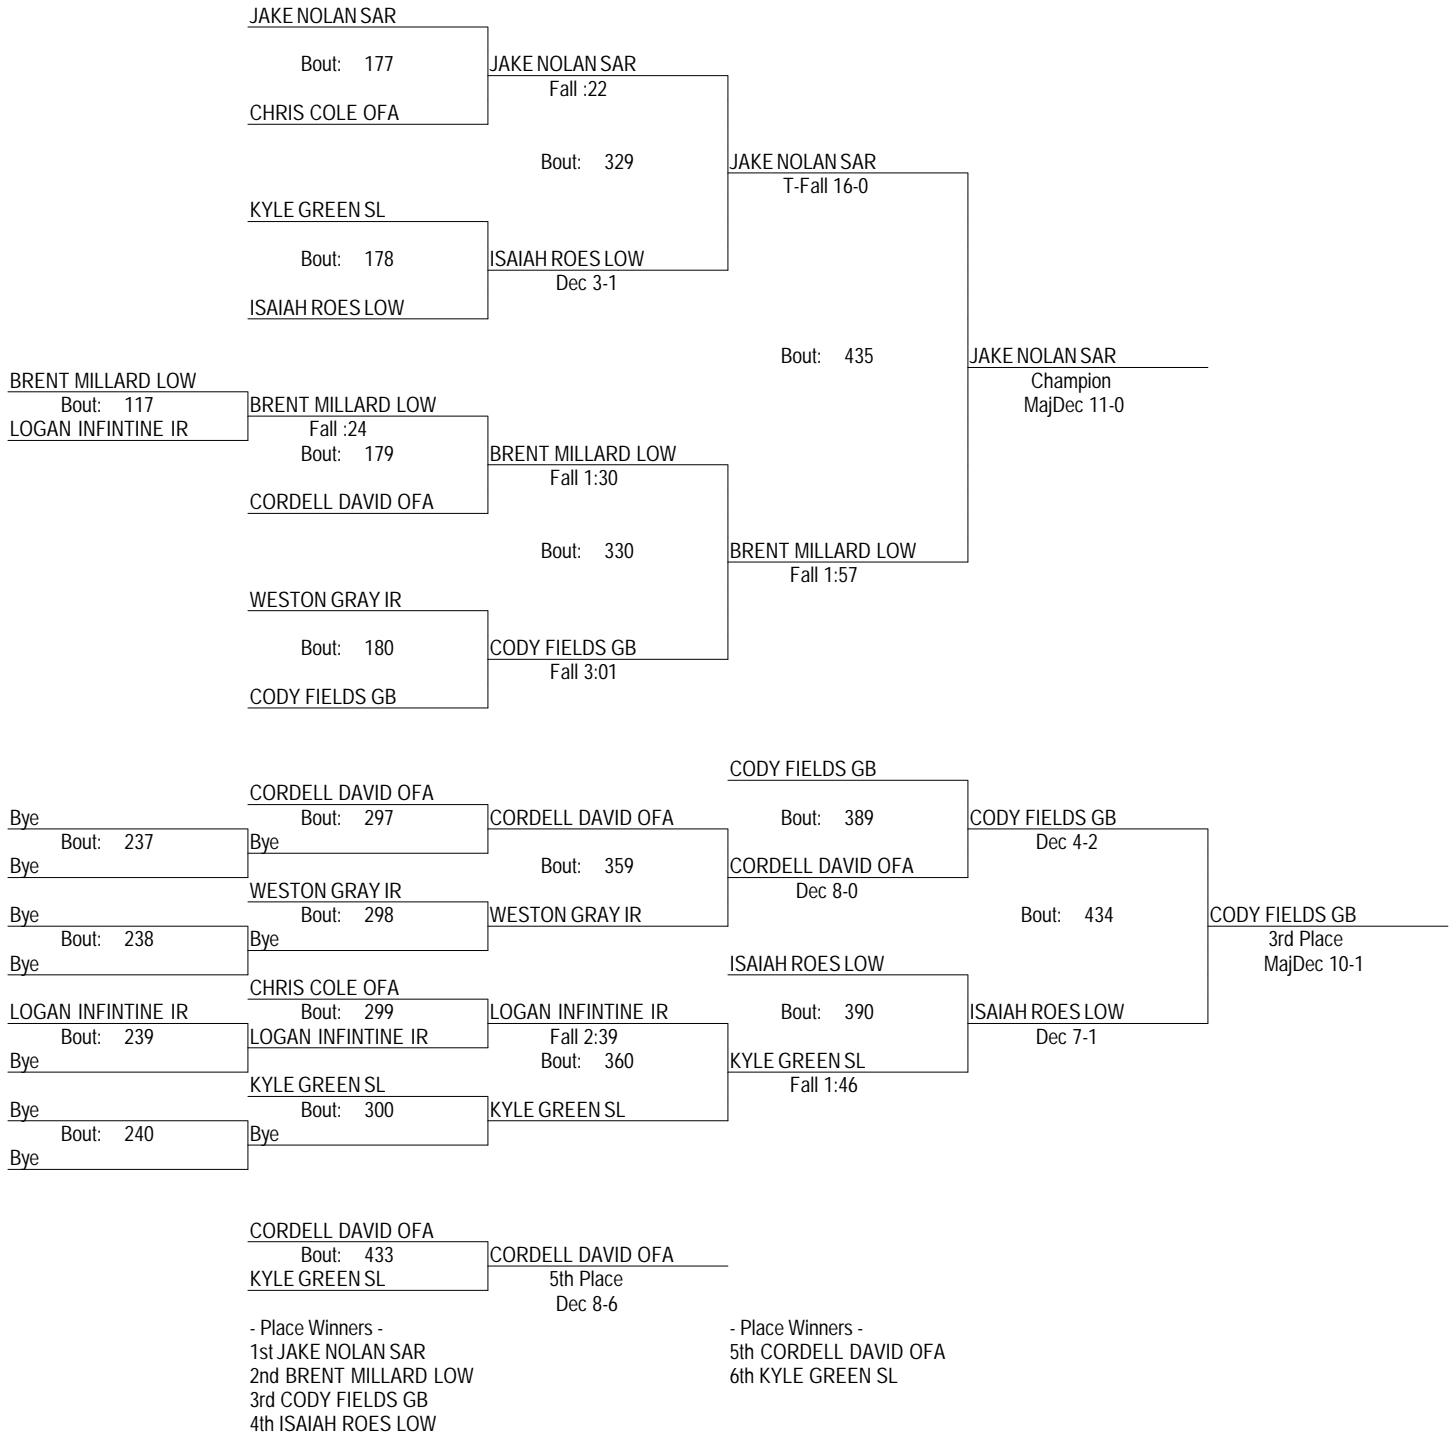 JAKE NOLAN SAR
Bout: 177
JAKE NOLAN SAR
Fall :22
CHRIS COLE OFA
Bout: 329
JAKE NOLAN SAR
T-Fall 16-0
KYLE GREEN SL
Bout: 178
ISAIAH ROES LOW
Dec 3-1
ISAIAH ROES LOW
Bout: 435
JAKE NOLAN SAR
Champion
MajDec 11-0
BRENT MILLARD LOW
Bout: 117
LOGAN INFINTINE IR
BRENT MILLARD LOW
Fall :24
Bout: 179
BRENT MILLARD LOW
Fall 1:30
CORDELL DAVID OFA
Bout: 330
BRENT MILLARD LOW
Fall 1:57
WESTON GRAY IR
Bout: 180
CODY FIELDS GB
Fall 3:01
CODY FIELDS GB
CODY FIELDS GB
CORDELL DAVID OFA
Bye
Bout: 297
CORDELL DAVID OFA
Bout: 389
CODY FIELDS GB
Bout: 237
Bye
Dec 4-2
Bye
Bout: 359
CORDELL DAVID OFA
WESTON GRAY IR
Dec 8-0
Bye
Bout: 298
WESTON GRAY IR
Bout: 434
CODY FIELDS GB
Bout: 238
Bye
3rd Place
Bye
ISAIAH ROES LOW
MajDec 10-1
CHRIS COLE OFA
LOGAN INFINTINE IR
Bout: 299
LOGAN INFINTINE IR
Bout: 390
ISAIAH ROES LOW
Bout: 239
LOGAN INFINTINE IR
Fall 2:39
Dec 7-1
Bye
Bout: 360
KYLE GREEN SL
KYLE GREEN SL
Fall 1:46
Bye
Bout: 300
KYLE GREEN SL
Bout: 240
Bye
Bye
CORDELL DAVID OFA
Bout: 433
CORDELL DAVID OFA
KYLE GREEN SL
5th Place
Dec 8-6
- Place Winners -
1st JAKE NOLAN SAR
2nd BRENT MILLARD LOW
3rd CODY FIELDS GB
4th ISAIAH ROES LOW
- Place Winners -
5th CORDELL DAVID OFA
6th KYLE GREEN SL